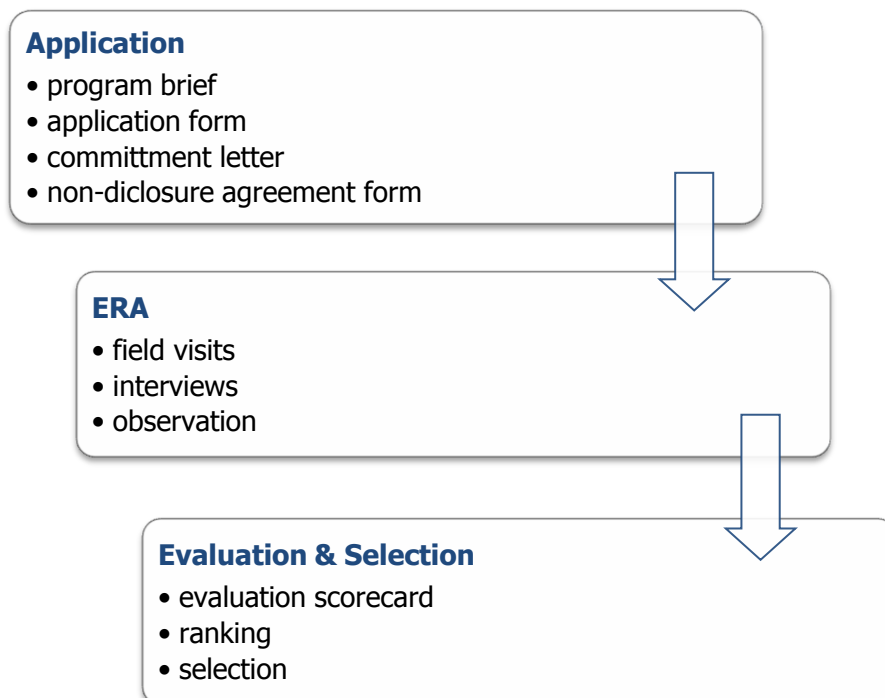 Application
• program brief
• application form
• committment letter
• non-diclosure agreement form
ERA
• field visits
• interviews
• observation
Evaluation & Selection
• evaluation scorecard
• ranking
• selection